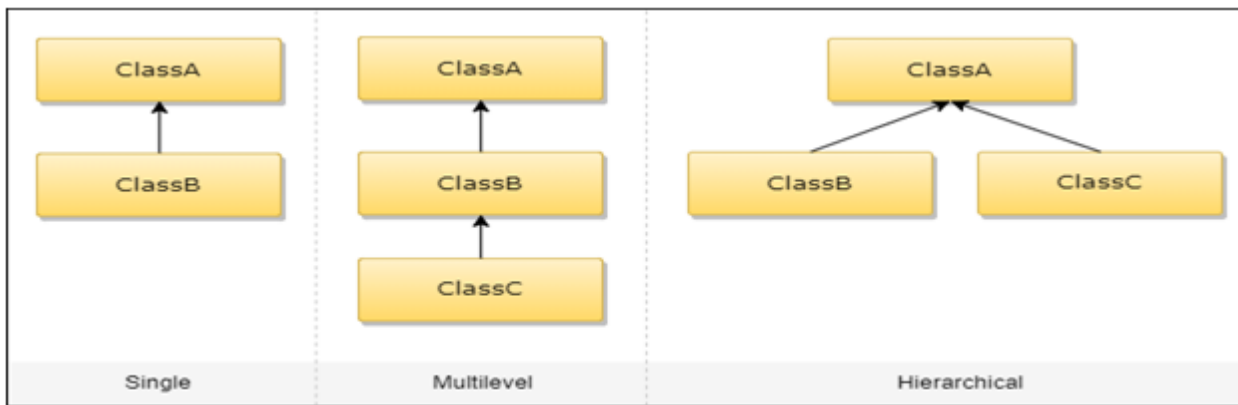 ClassA
ClassB
Single
ClassA
ClassB
ClassC
Multilevel
ClassA
ClassB
ClassC
Hierarchical